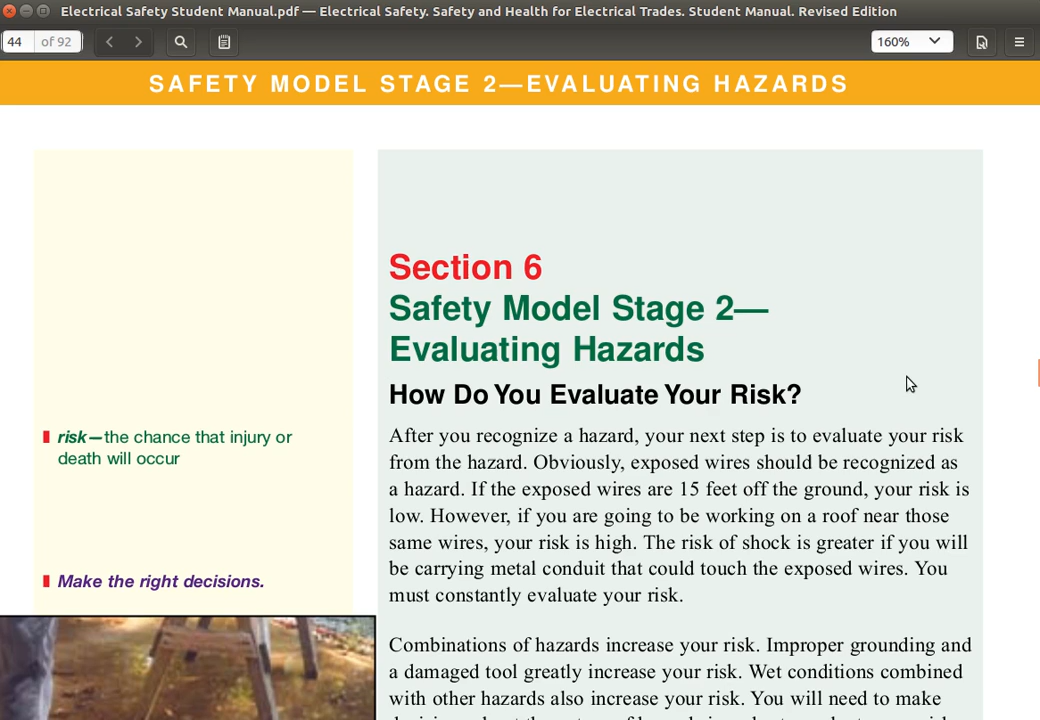 Electrical Safety Student Manual.pdf — Electrical Safety. Safety and Health for Electrical Trades. Student Manual. Revised Edition
44 of 92
160%
SAFETY MODEL STAGE 2—EVALUATING HAZARDS
Section 6
Safety Model Stage 2—
Evaluating Hazards
How Do You Evaluate Your Risk?
risk—the chance that injury or
death will occur
Make the right decisions.
After you recognize a hazard, your next step is to evaluate your risk
from the hazard. Obviously, exposed wires should be recognized as
a hazard. If the exposed wires are 15 feet off the ground, your risk is
low. However, if you are going to be working on a roof near those
same wires, your risk is high. The risk of shock is greater if you will
be carrying metal conduit that could touch the exposed wires. You
must constantly evaluate your risk.
Combinations of hazards increase your risk. Improper grounding and
a damaged tool greatly increase your risk. Wet conditions combined
with other hazards also increase your risk. You will need to make